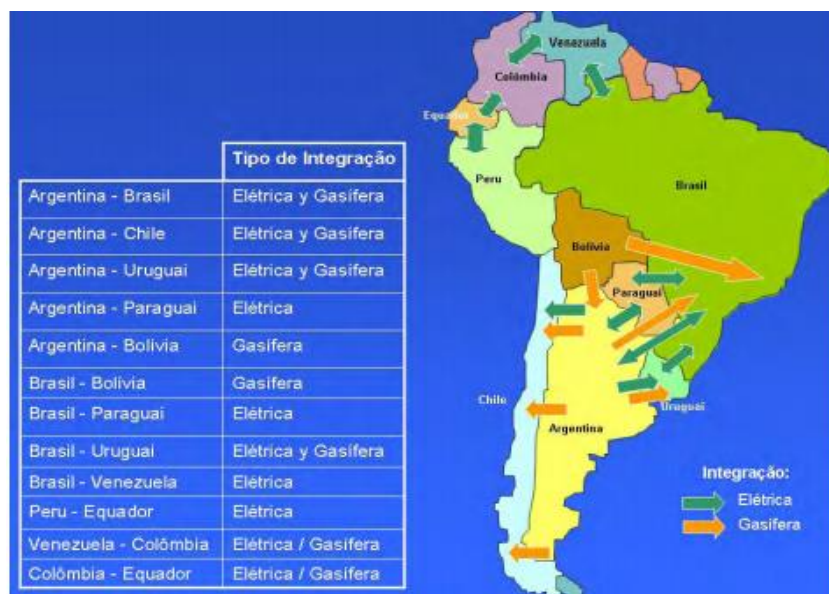 Tipo de Integração
Argentina - Brasil Elétrica y Gasífera
Argentina - Chile Elétrica y Gasífera
Argentina - Uruguai Elétrica y Gasífera
Argentina - Paraguai Elétrica
Argentina - Bolívia Gasífera
Brasil - Bolívia Gasífera
Brasil - Paraguai Elétrica
Brasil - Uruguai Elétrica y Gasífera
Brasil - Venezuela Elétrica
Peru - Equador Elétrica
Venezuela - Colômbia Elétrica / Gasífera
Colômbia - Equador Elétrica / Gasífera
Venezuela
Colômbia
Equador
Peru
Brasil
Bolívia
Paraguai
Chile
Uruguai
Argentina
Integração:
Elétrica
Gasífera